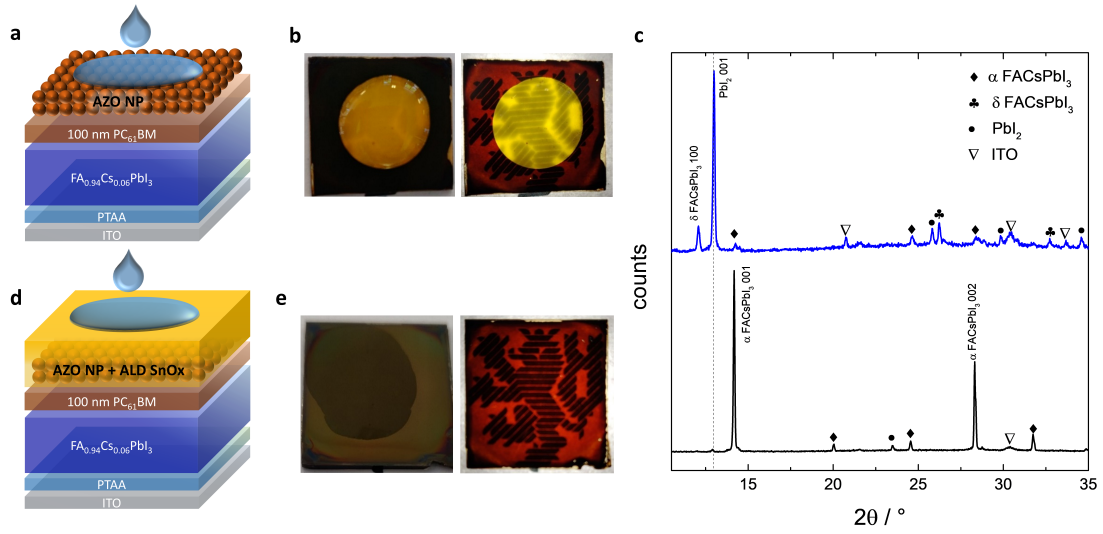 a
AZO NP
100 nm PC₆₁BM
FA₀.₉₄Cs₀.₀₆PbI₃
PTAA
ITO
b
c
counts
δ FACsPbI₃ 100
PbI₂ 001
α FACsPbI₃
δ FACsPbI₃
PbI₂
ITO
α FACsPbI₃ 001
α FACsPbI₃ 002
15 20 25 30 35
2θ / °
d
AZO NP + ALD SnOx
100 nm PC₆₁BM
FA₀.₉₄Cs₀.₀₆PbI₃
PTAA
ITO
e